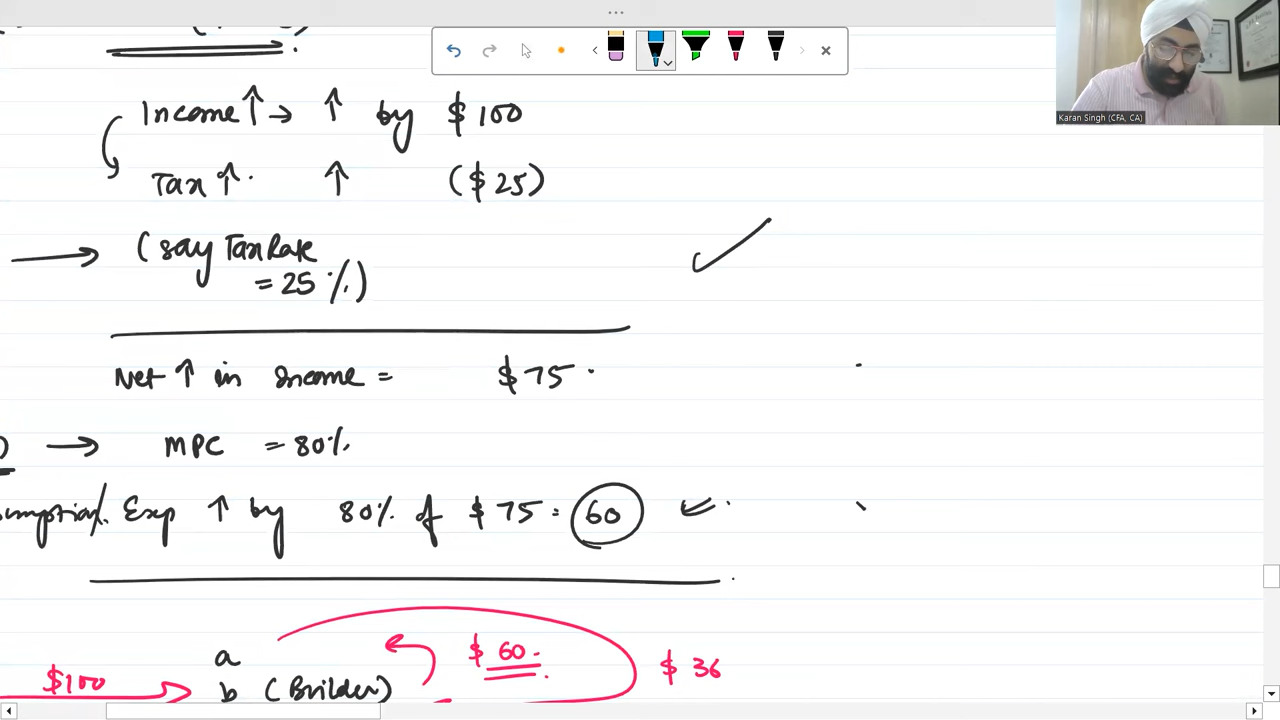 Income ↑ → ↑ by $ 100
Tax ↑ ↑ ($ 25)
→ (say Tax Rate
= 25 %)
Net ↑ in Income = $ 75
→ MPC = 80%
sumption/. Exp ↑ by 80% of $ 75 = 60
a
$ 60
$ 36
$100
b (Builder)
Karan Singh (CFA, CA)